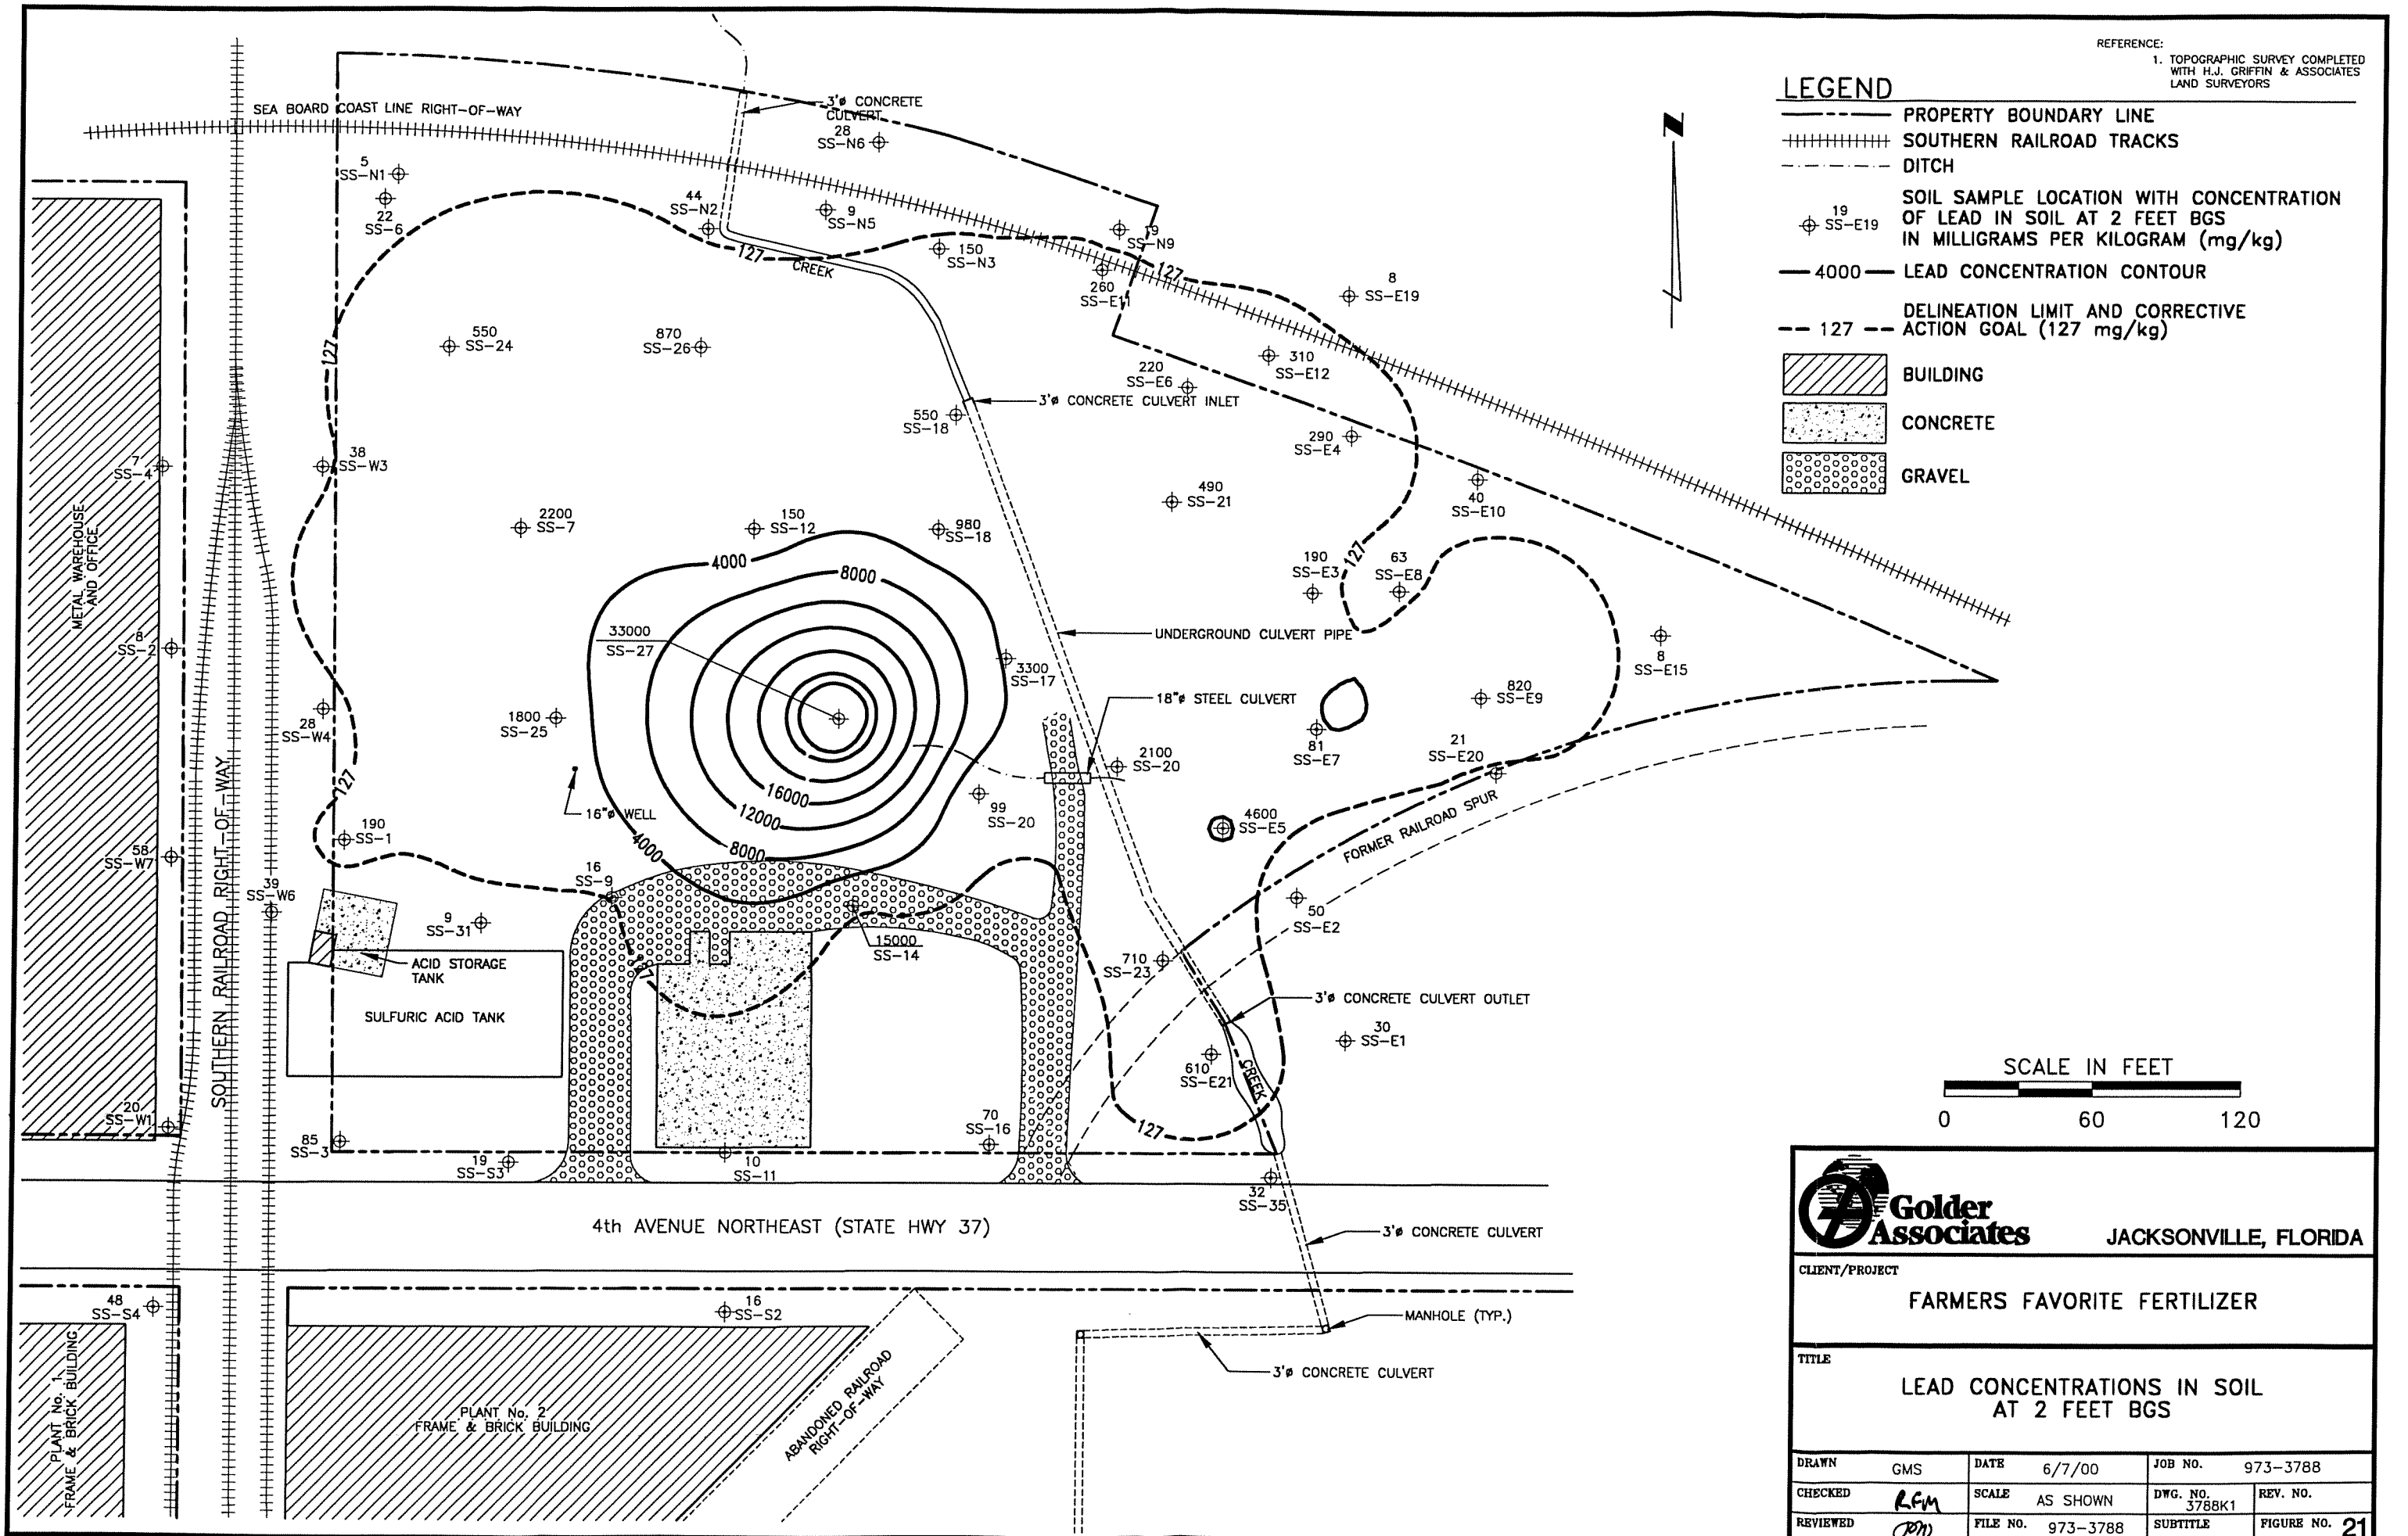 REFERENCE:
1. TOPOGRAPHIC SURVEY COMPLETED
WITH H.J. GRIFFIN & ASSOCIATES
LAND SURVEYORS
LEGEND
PROPERTY BOUNDARY LINE
SOUTHERN RAILROAD TRACKS
DITCH
19
SS-E19
SOIL SAMPLE LOCATION WITH CONCENTRATION
OF LEAD IN SOIL AT 2 FEET BGS
IN MILLIGRAMS PER KILOGRAM (mg/kg)
4000
LEAD CONCENTRATION CONTOUR
127
DELINEATION LIMIT AND CORRECTIVE
ACTION GOAL (127 mg/kg)
BUILDING
CONCRETE
GRAVEL
N
SEA BOARD COAST LINE RIGHT-OF-WAY
3'ø CONCRETE
CULVERT
28
SS-N6
5
SS-N1
22
SS-6
44
SS-N2
9
SS-N5
127
CREEK
150
SS-N3
19
SS-N9
260
SS-E11
127
8
SS-E19
550
SS-24
870
SS-26
127
310
SS-E12
220
SS-E6
3'ø CONCRETE CULVERT INLET
550
SS-18
290
SS-E4
7
SS-4
38
SS-W3
METAL WAREHOUSE
AND OFFICE
490
SS-21
40
SS-E10
2200
SS-7
150
SS-12
980
SS-18
4000
8000
190
SS-E3
127
63
SS-E8
33000
SS-27
UNDERGROUND CULVERT PIPE
8
SS-2
8
SS-E15
3300
SS-17
18"ø STEEL CULVERT
820
SS-E9
28
SS-W4
1800
SS-25
81
SS-E7
21
SS-E20
2100
SS-20
127
16"ø WELL
16000
12000
8000
4000
99
SS-20
4600
SS-E5
FORMER RAILROAD SPUR
190
SS-1
58
SS-W7
39
SS-W6
16
SS-9
9
SS-31
50
SS-E2
SOUTHERN RAILROAD RIGHT-OF-WAY
ACID STORAGE
TANK
15000
SS-14
710
SS-23
SULFURIC ACID TANK
3'ø CONCRETE CULVERT OUTLET
30
SS-E1
610
SS-E21
CREEK
127
20
SS-W1
85
SS-3
19
SS-S3
10
SS-11
70
SS-16
32
SS-35
4th AVENUE NORTHEAST (STATE HWY 37)
3'ø CONCRETE CULVERT
48
SS-S4
16
SS-S2
MANHOLE (TYP.)
3'ø CONCRETE CULVERT
PLANT No. 1
FRAME & BRICK BUILDING
PLANT No. 2
FRAME & BRICK BUILDING
ABANDONED RAILROAD
RIGHT-OF-WAY
SCALE IN FEET
0 60 120
Golder
Associates
JACKSONVILLE, FLORIDA
CLIENT/PROJECT
FARMERS FAVORITE FERTILIZER
TITLE
LEAD CONCENTRATIONS IN SOIL
AT 2 FEET BGS
DRAWN GMS DATE 6/7/00 JOB NO. 973-3788
CHECKED RFM SCALE AS SHOWN DWG. NO. 3788K1 REV. NO.
REVIEWED FILE NO. 973-3788 SUBTITLE FIGURE NO. 21